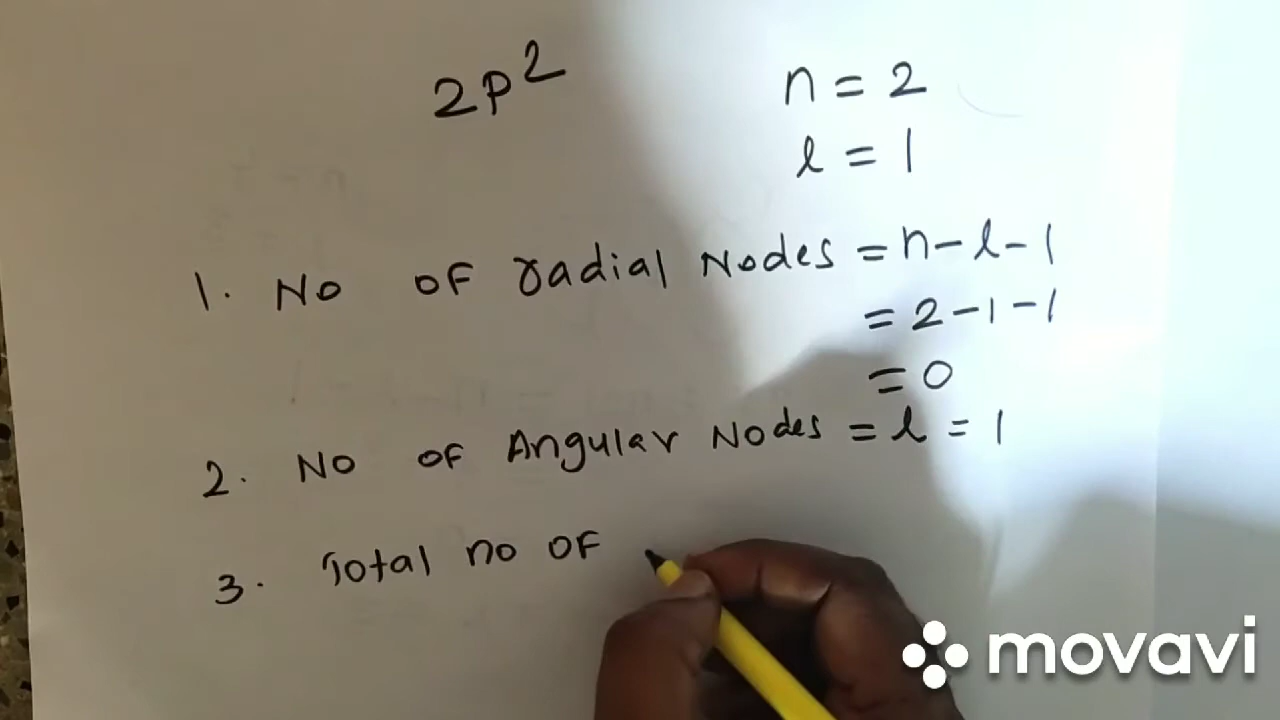 2p²
n = 2
l = 1
1. No of radial Nodes = n - l - 1
= 2 - 1 - 1
= 0
2. No of Angular Nodes = l = 1
3. Total no of
movavi